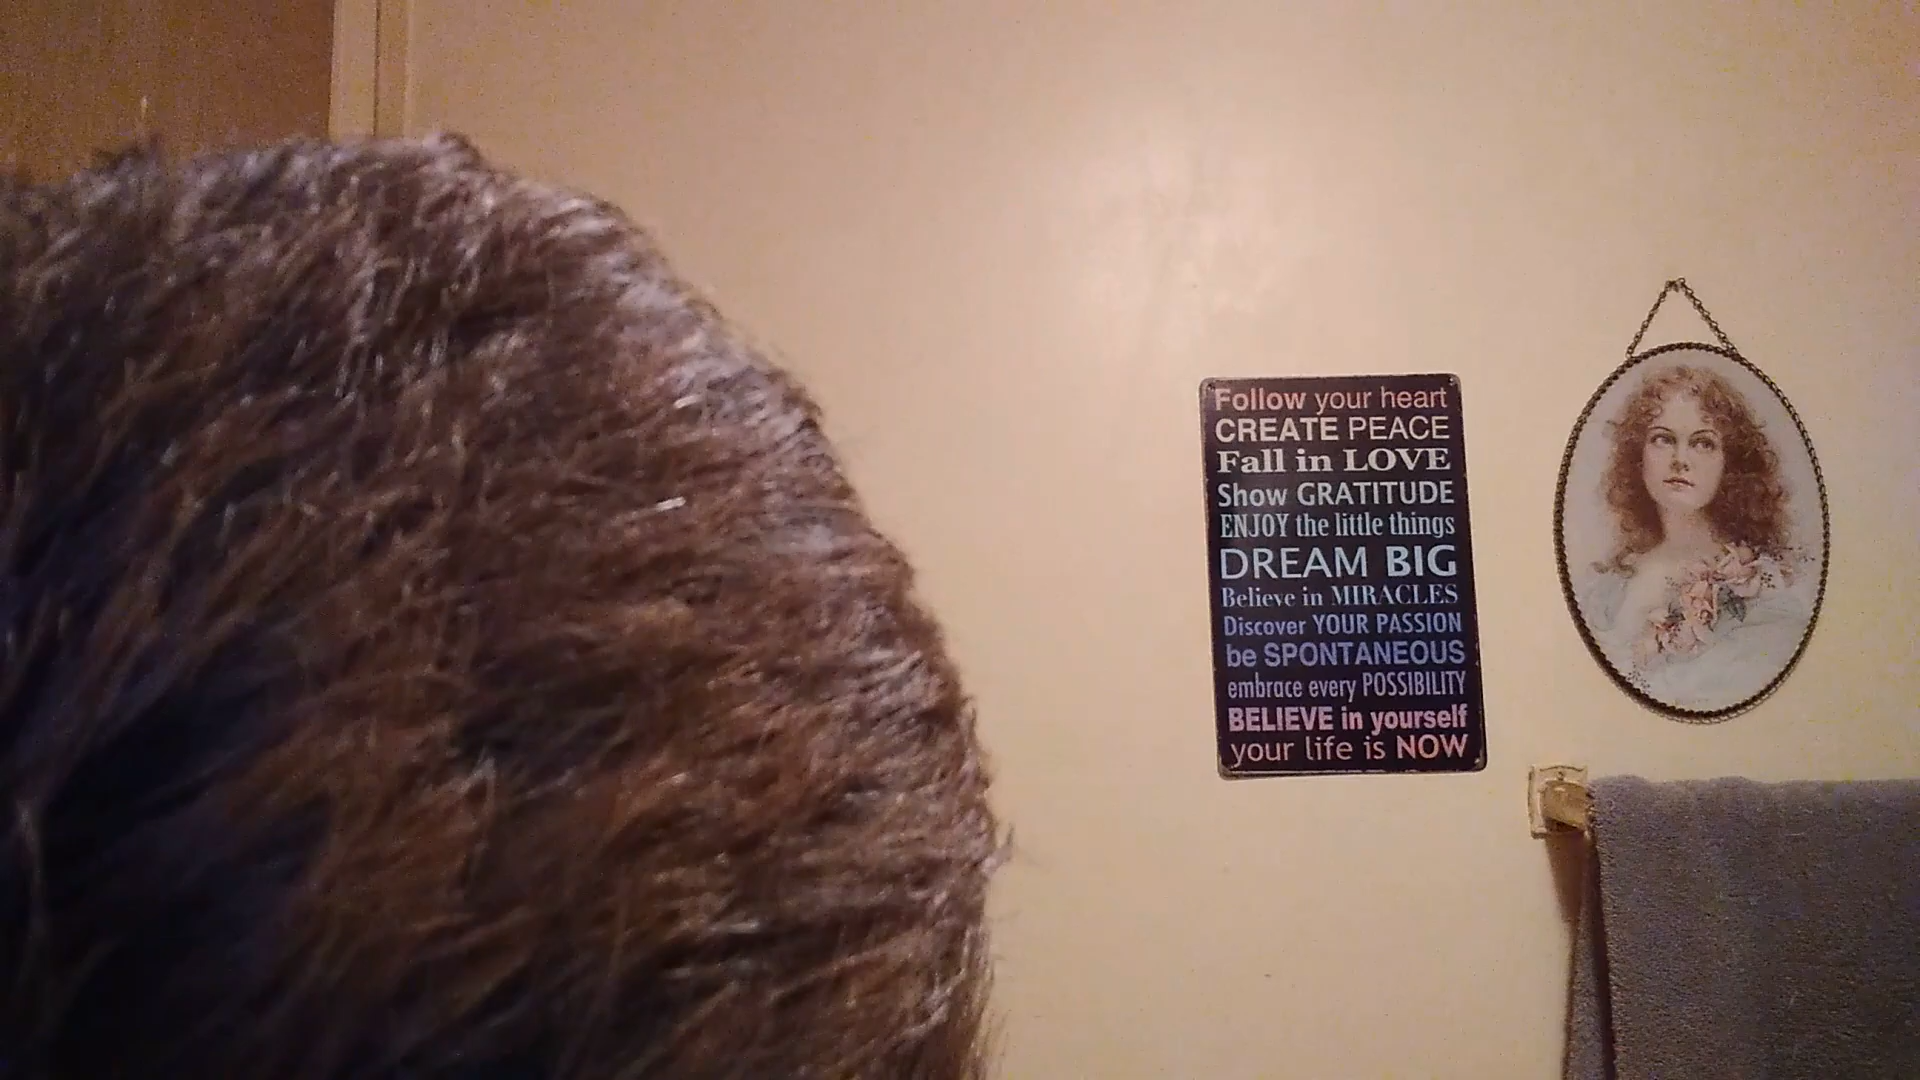 Follow your heart
CREATE PEACE
Fall in LOVE
Show GRATITUDE
ENJOY the little things
DREAM BIG
Believe in MIRACLES
Discover YOUR PASSION
be SPONTANEOUS
embrace every POSSIBILITY
BELIEVE in yourself
your life is NOW